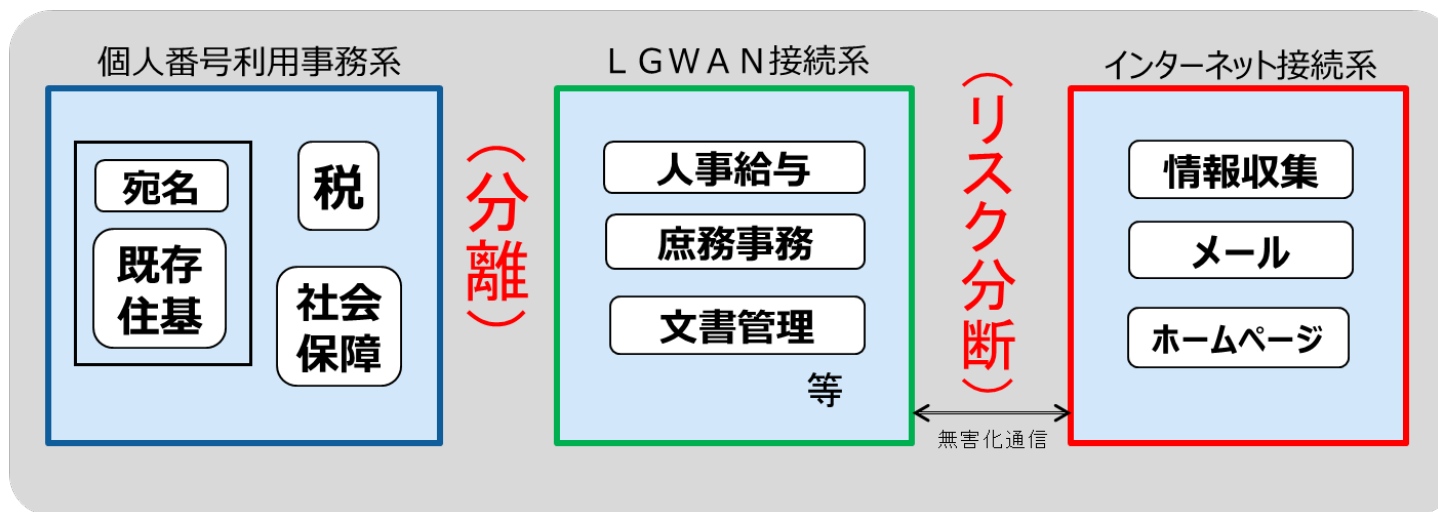 個人番号利用事務系
宛名
既存
住基
税
社会
保障
（分離）
ＬＧＷＡＮ接続系
人事給与
庶務事務
文書管理
等
（リスク分断）
無害化通信
インターネット接続系
情報収集
メール
ホームページ